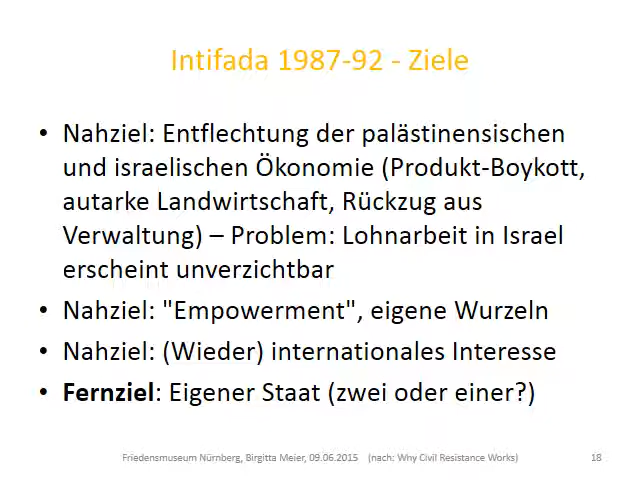 Intifada 1987-92 - Ziele
• Nahziel: Entflechtung der palästinensischen
und israelischen Ökonomie (Produkt-Boykott,
autarke Landwirtschaft, Rückzug aus
Verwaltung) – Problem: Lohnarbeit in Israel
erscheint unverzichtbar
• Nahziel: "Empowerment", eigene Wurzeln
• Nahziel: (Wieder) internationales Interesse
• Fernziel: Eigener Staat (zwei oder einer?)
Friedensmuseum Nürnberg, Birgitta Meier, 09.06.2015 (nach: Why Civil Resistance Works) 18